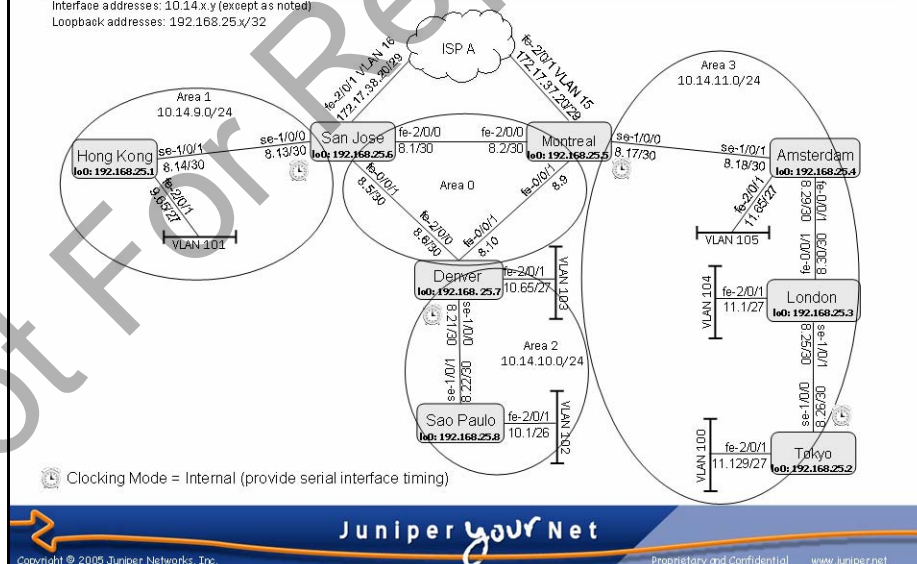 Interface addresses: 10.14.x.y (except as noted)
Loopback addresses: 192.168.25.x/32
ISP A
fe-2/0/1 VLAN 16
172.17.38.20/29
fe-2/0/1 VLAN 15
172.17.37.20/29
Area 1
10.14.9.0/24
Area 3
10.14.11.0/24
Hong Kong
lo0: 192.168.25.1
se-1/0/1
8.14/30
se-1/0/0
8.13/30
San Jose
lo0: 192.168.25.6
fe-2/0/0
8.1/30
fe-2/0/0
8.2/30
Montreal
lo0: 192.168.25.5
se-1/0/0
8.17/30
se-1/0/1
8.18/30
Amsterdam
lo0: 192.168.25.4
fe-2/0/1
9.65/27
VLAN 101
fe-0/0/1
8.5/30
Area 0
fe-0/0/1
8.9
fe-2/0/0
8.6/30
fe-0/0/1
8.10
fe-2/0/1
11.65/27
VLAN 105
fe-0/0/1
8.29/30
fe-0/0/1
8.30/30
Denver
lo0: 192.168. 25.7
fe-2/0/1
10.65/27
VLAN 103
VLAN 104
fe-2/0/1
11.1/27
London
lo0: 192.168.25.3
se-1/0/0
8.21/30
se-1/0/1
8.22/30
Area 2
10.14.10.0/24
se-1/0/1
8.25/30
se-1/0/0
8.26/30
Sao Paulo
lo0: 192.168.25.8
fe-2/0/1
10.1/26
VLAN 102
VLAN 100
fe-2/0/1
11.129/27
Tokyo
lo0: 192.168.25.2
Clocking Mode = Internal (provide serial interface timing)
Juniper your Net
Copyright © 2005 Juniper Networks, Inc.
Proprietary and Confidential
www.juniper.net
Not For Re